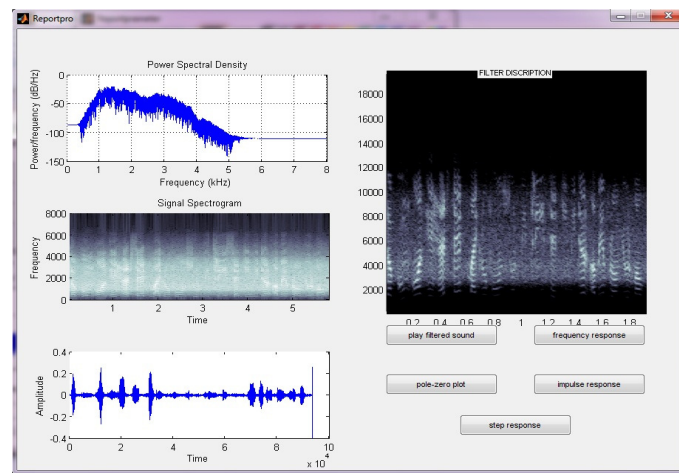 Reportpro
Power Spectral Density
Power/frequency (dB/Hz)
0
-50
-100
-150
0 1 2 3 4 5 6 7 8
Frequency (kHz)
Signal Spectrogram
Frequency
8000
6000
4000
2000
0
1 2 3 4 5
Time
Amplitude
0.4
0.2
0
-0.2
-0.4
0 2 4 6 8 10
Time
x 10
4
FILTER DISCRIPTION
18000
16000
14000
12000
10000
8000
6000
4000
2000
0.2 0.4 0.6 0.8 1 1.2 1.4 1.6 1.8
play filtered sound
frequency response
pole-zero plot
impulse response
step response